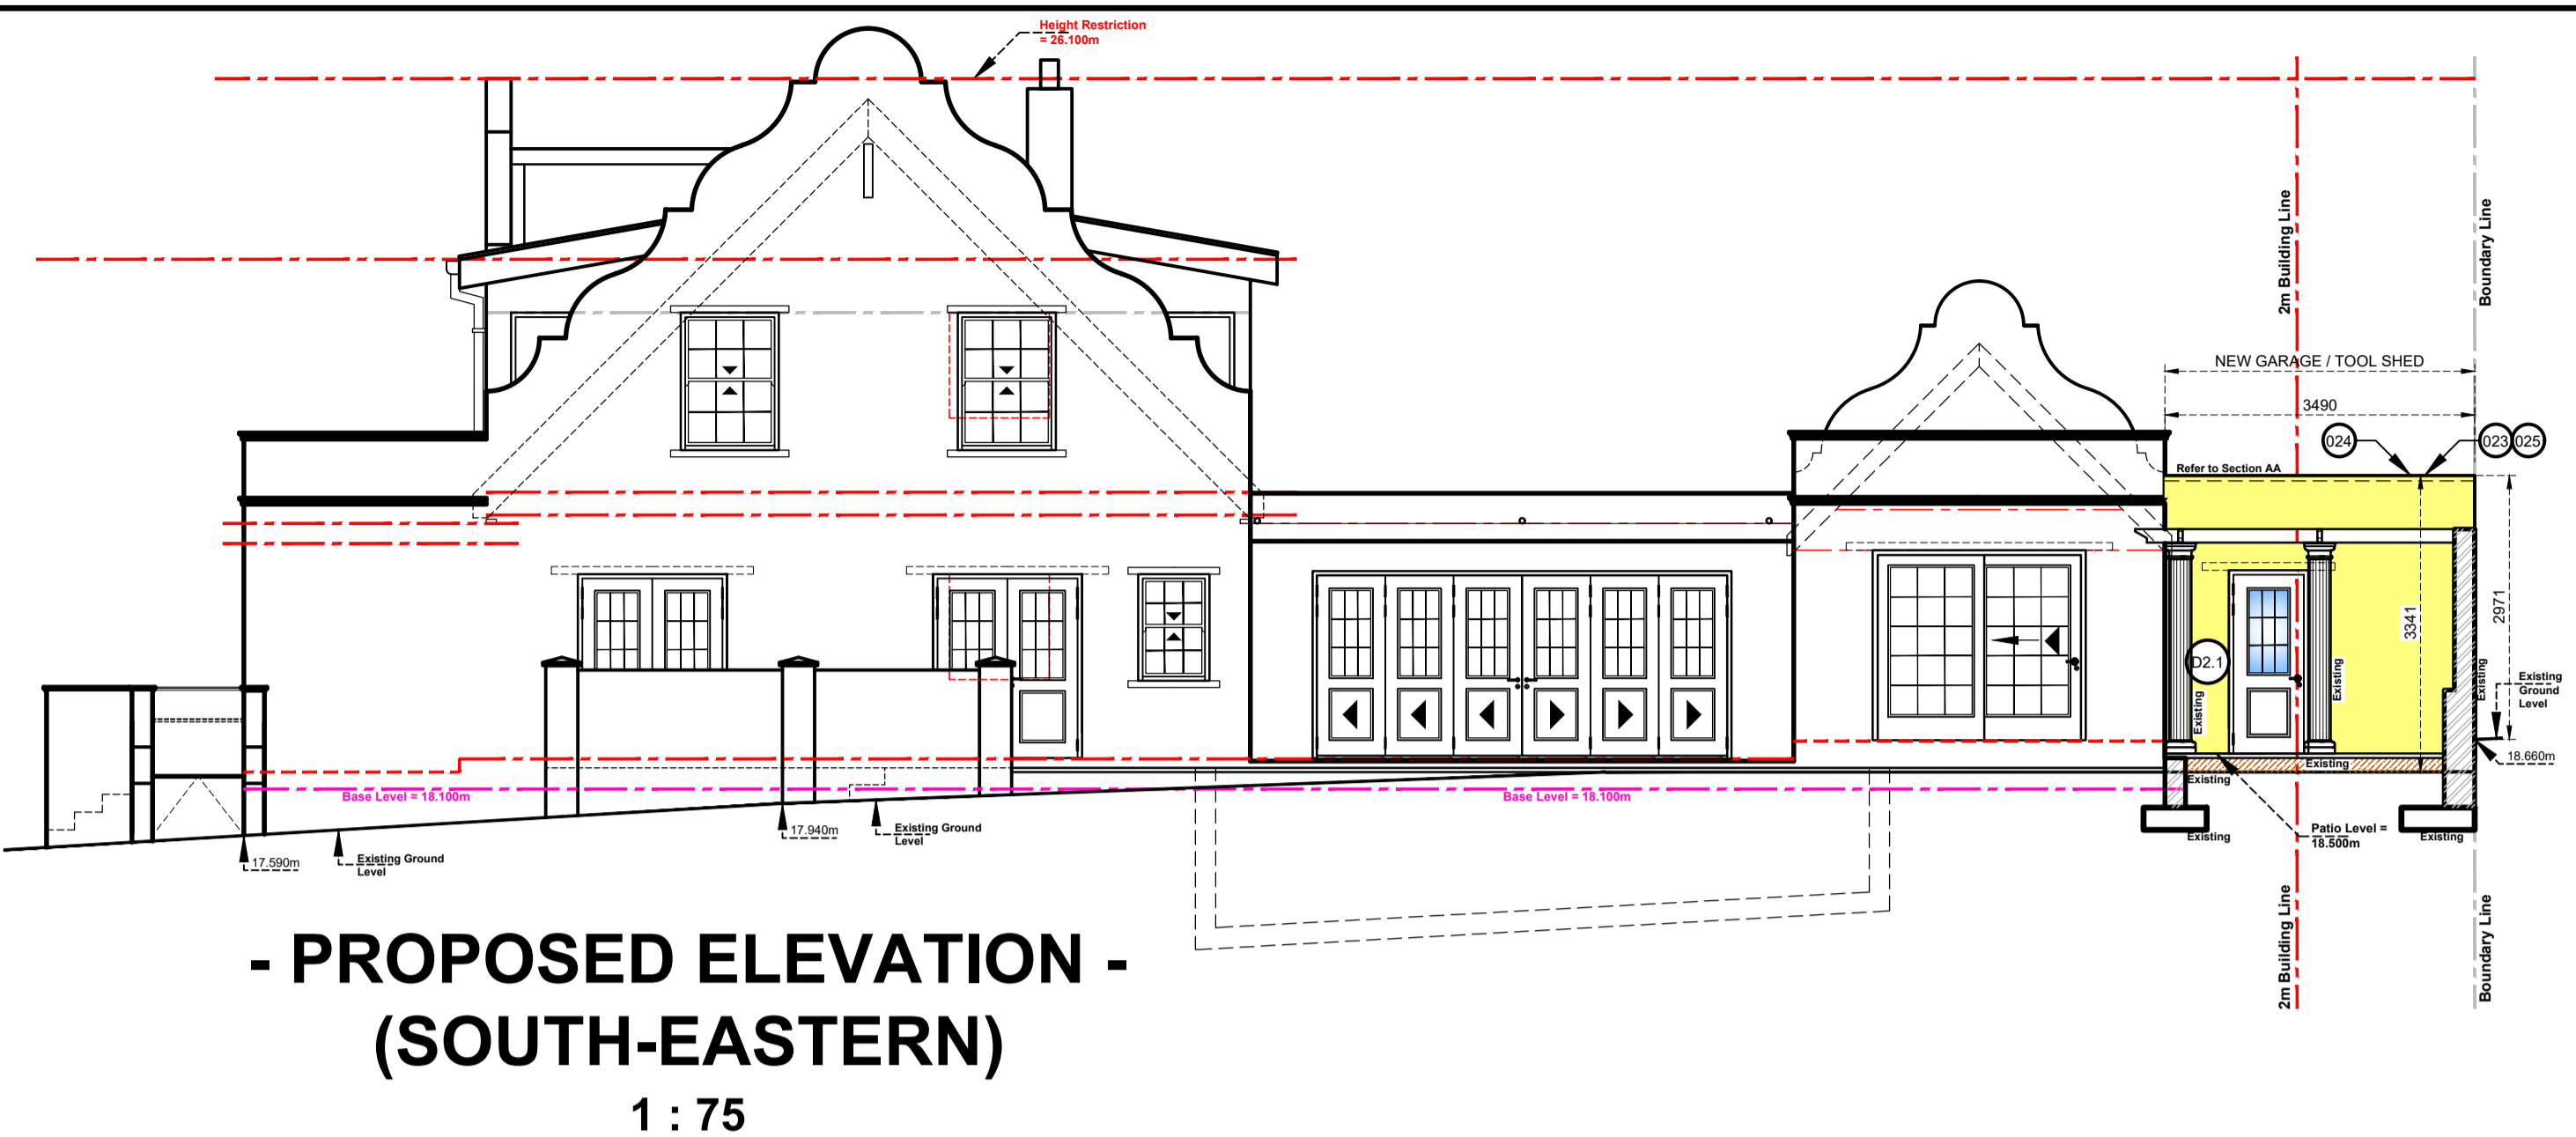 Height Restriction
= 26.100m
2m Building Line
Boundary Line
NEW GARAGE / TOOL SHED
3490
024
023
025
Refer to Section AA
3341
2971
D2.1
Existing
Existing
Existing
Existing
Ground
Level
18.660m
Existing
Existing
Existing
Existing
Patio Level =
18.500m
Base Level = 18.100m
Base Level = 18.100m
17.590m
Existing Ground
Level
17.940m
Existing Ground
Level
2m Building Line
Boundary Line
- PROPOSED ELEVATION -
(SOUTH-EASTERN)
1 : 75